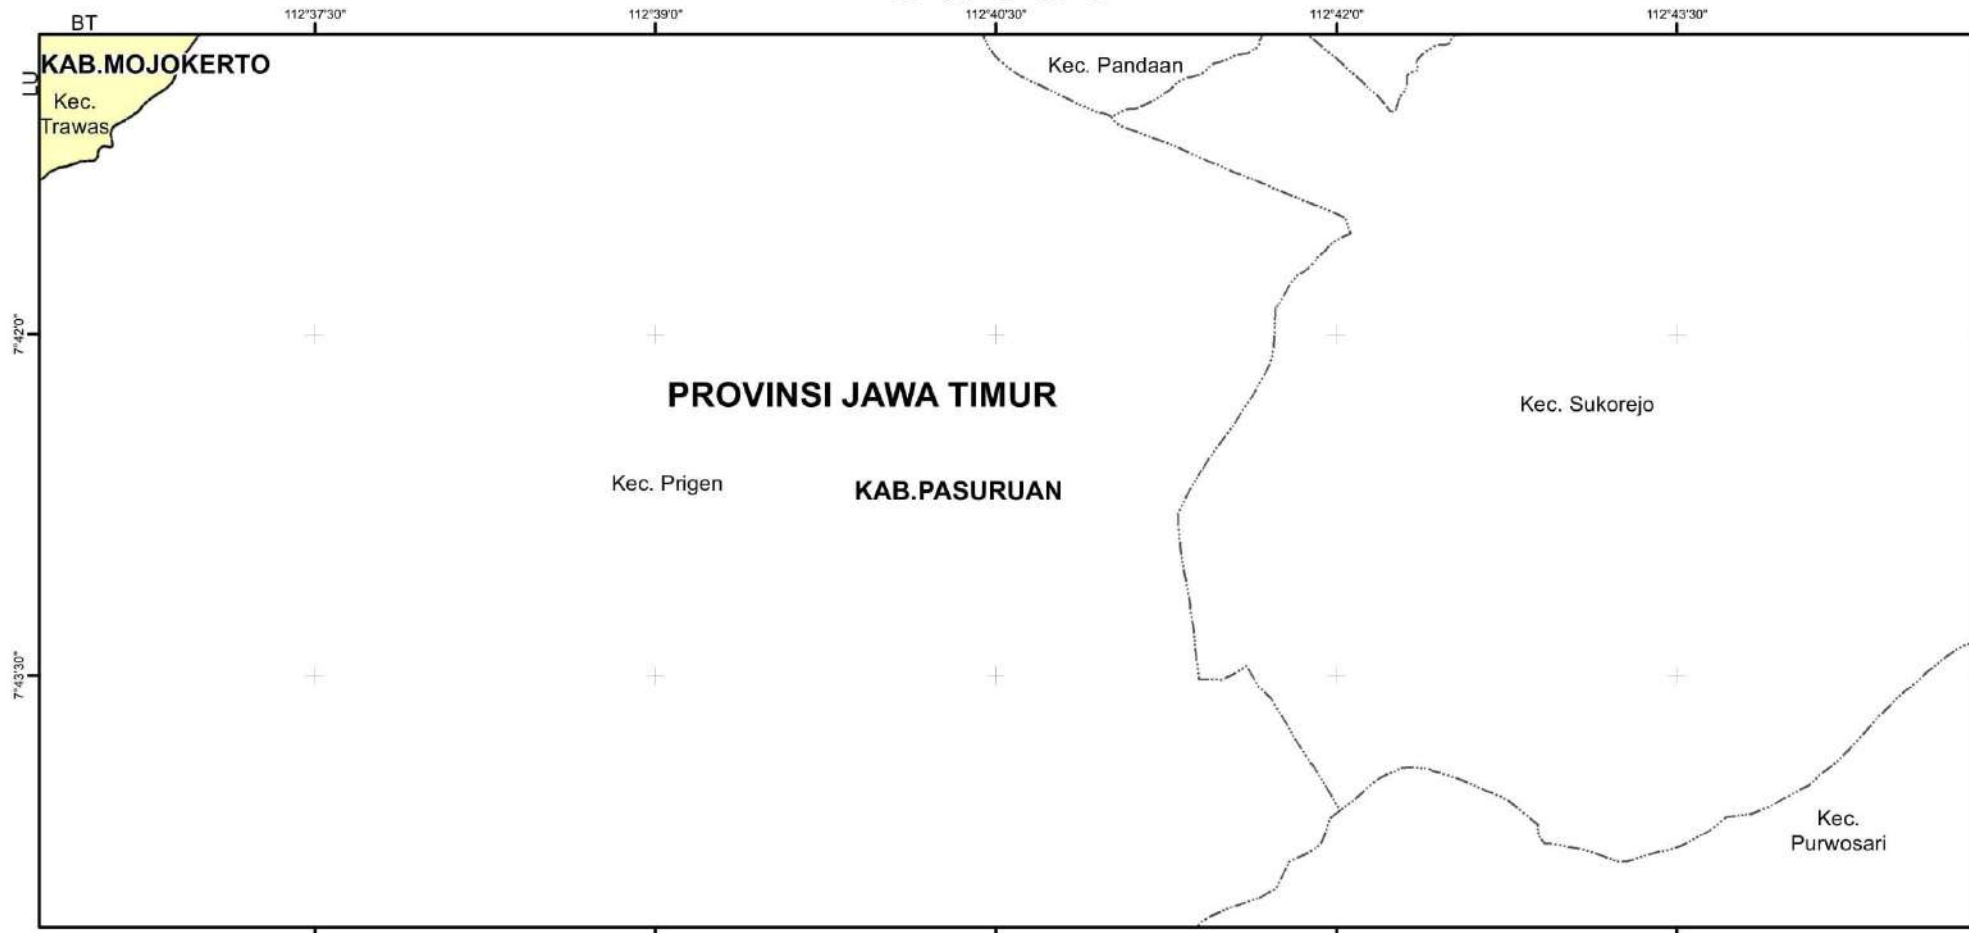 BT
112°37'30"
112°39'0"
112°40'30"
112°42'0"
112°43'30"
LU
KAB.MOJOKERTO
Kec.
Trawas
Kec. Pandaan
7°42'0"
PROVINSI JAWA TIMUR
Kec. Sukorejo
Kec. Prigen
KAB.PASURUAN
7°43'30"
Kec.
Purwosari